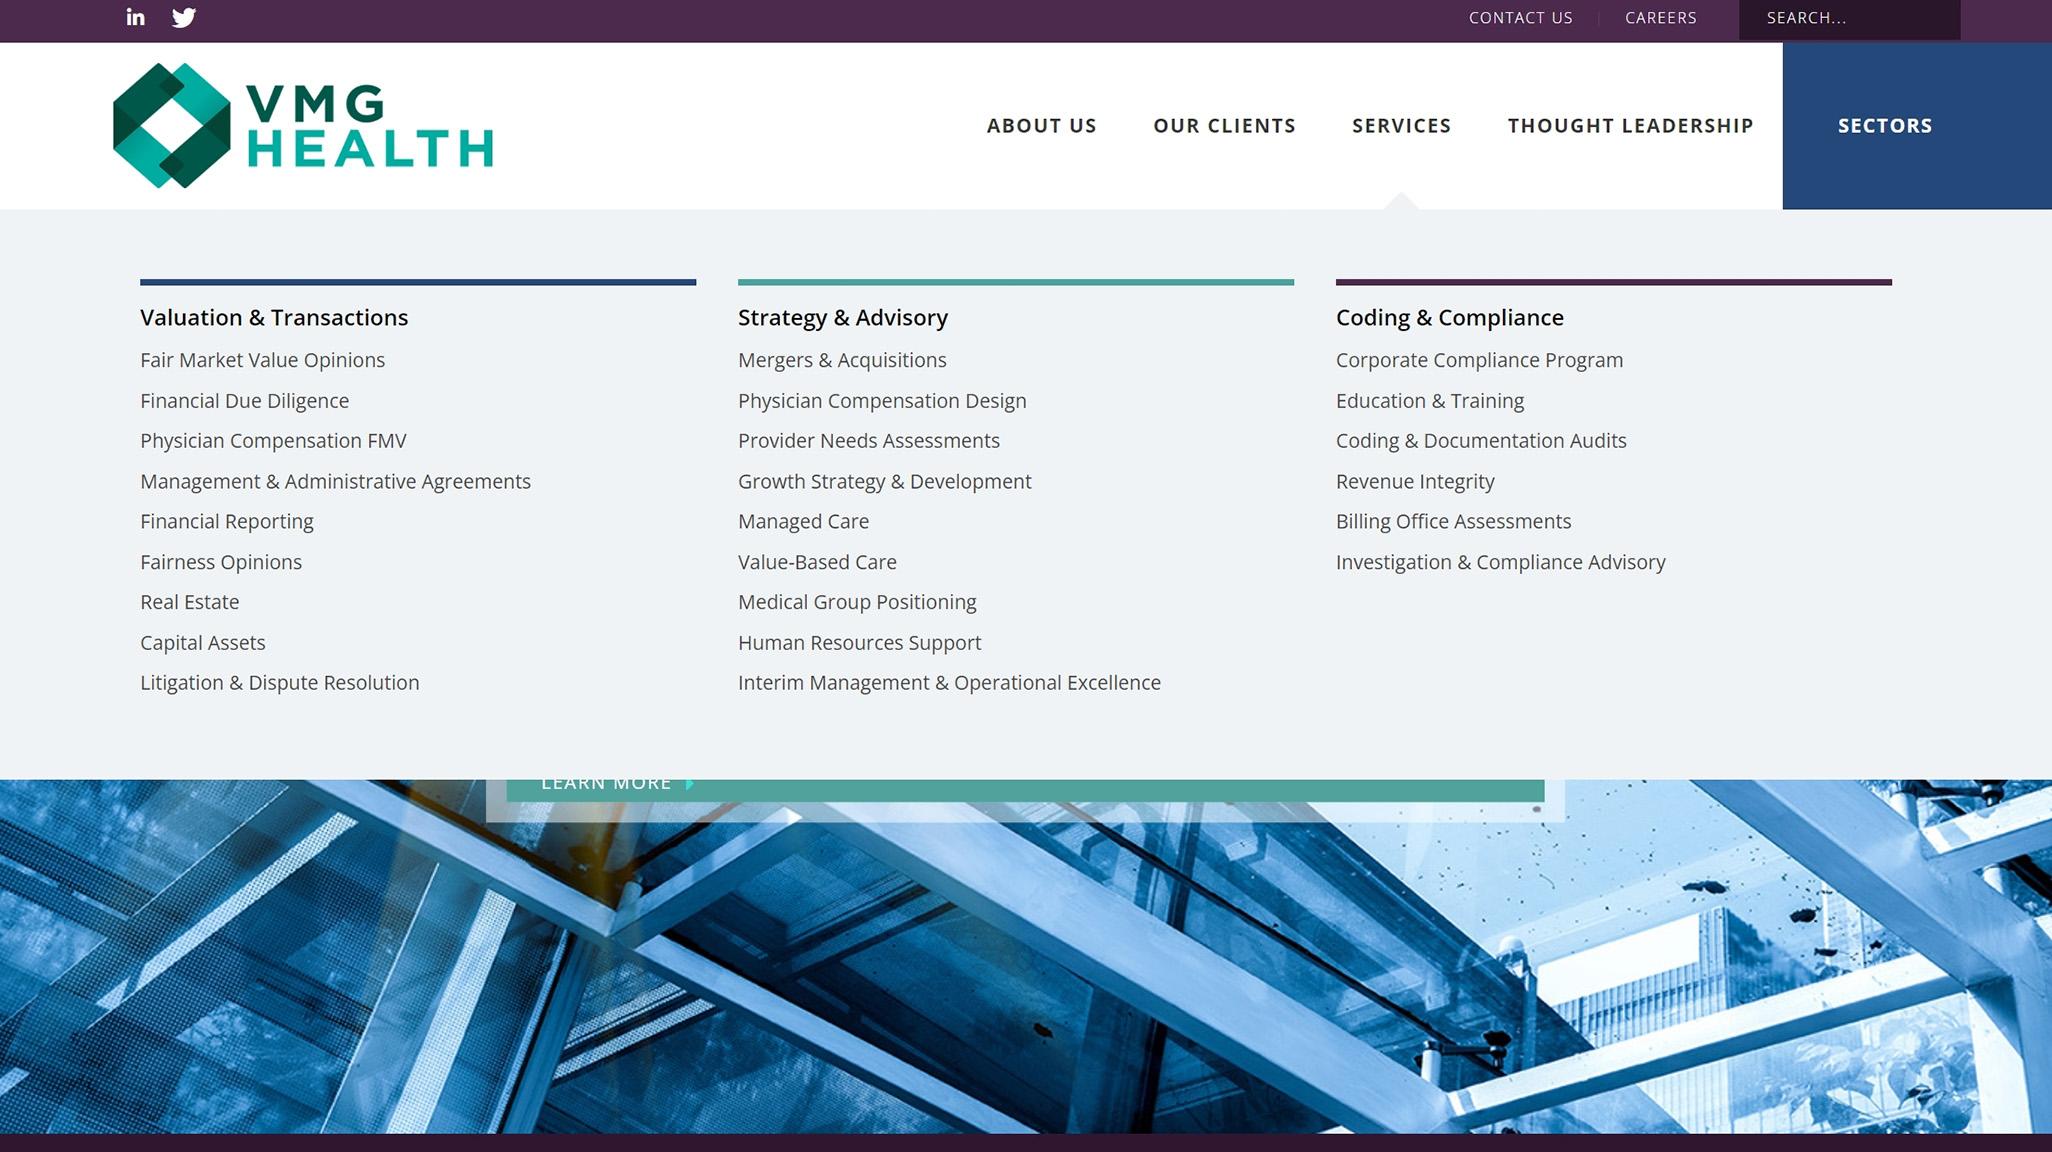 in
CONTACT US
CAREERS
SEARCH...
VMG
HEALTH
ABOUT US
OUR CLIENTS
SERVICES
THOUGHT LEADERSHIP
SECTORS
Valuation & Transactions
Fair Market Value Opinions
Financial Due Diligence
Physician Compensation FMV
Management & Administrative Agreements
Financial Reporting
Fairness Opinions
Real Estate
Capital Assets
Litigation & Dispute Resolution
Strategy & Advisory
Mergers & Acquisitions
Physician Compensation Design
Provider Needs Assessments
Growth Strategy & Development
Managed Care
Value-Based Care
Medical Group Positioning
Human Resources Support
Interim Management & Operational Excellence
Coding & Compliance
Corporate Compliance Program
Education & Training
Coding & Documentation Audits
Revenue Integrity
Billing Office Assessments
Investigation & Compliance Advisory
LEARN MORE